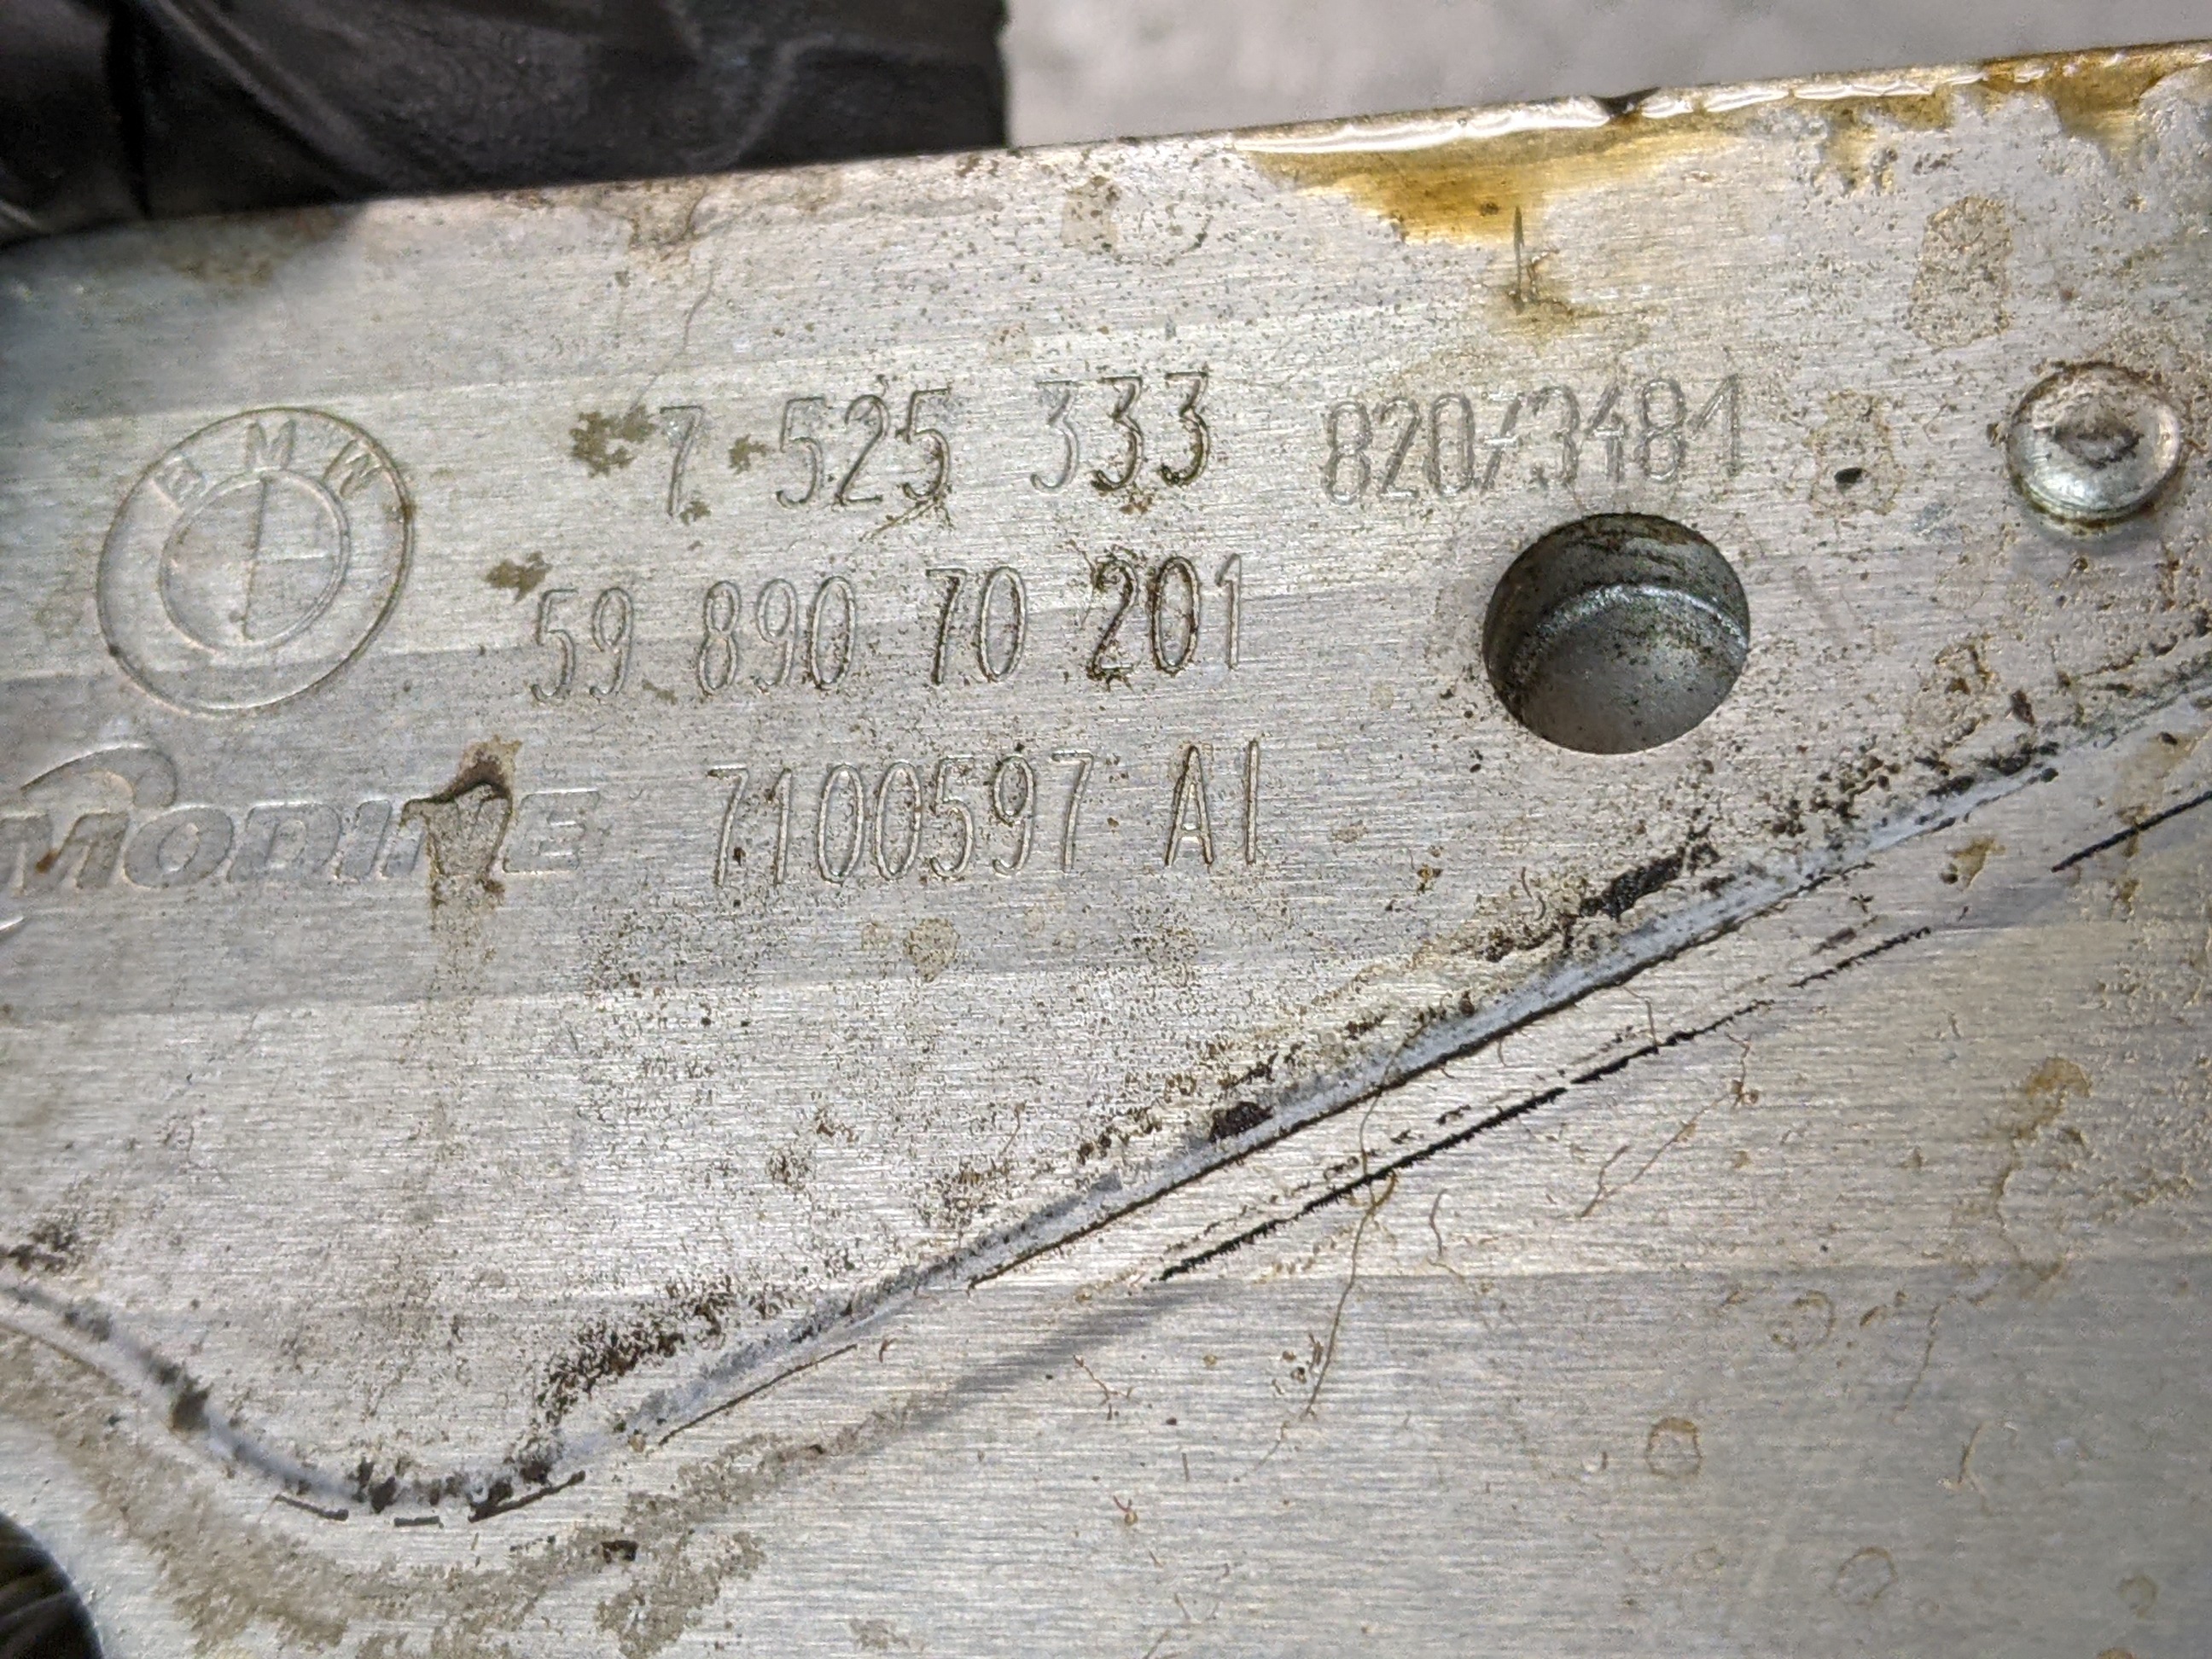 BMW
7 525 333 820/3481
59 890 70 201
MODINE 7100597 AI